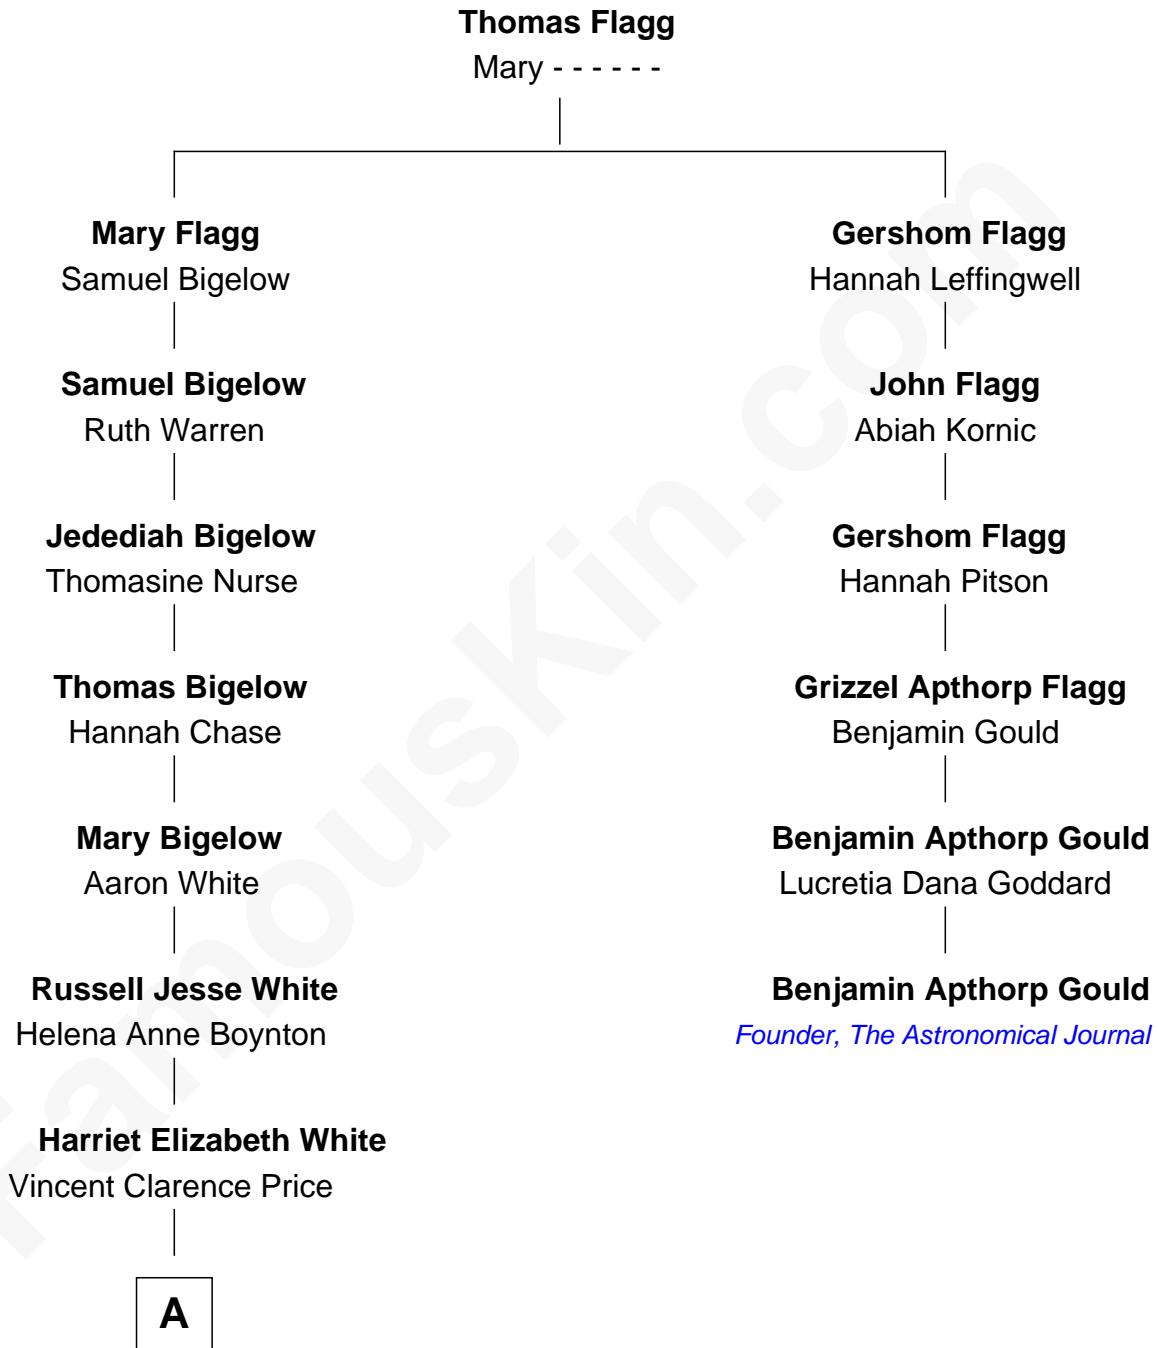 Thomas Flagg
Mary - - - - - -
Mary Flagg
Samuel Bigelow
Gershom Flagg
Hannah Leffingwell
Samuel Bigelow
Ruth Warren
John Flagg
Abiah Kornic
Jedediah Bigelow
Thomasine Nurse
Gershom Flagg
Hannah Pitson
Thomas Bigelow
Hannah Chase
Grizzel Apthorp Flagg
Benjamin Gould
Mary Bigelow
Aaron White
Benjamin Apthorp Gould
Lucretia Dana Goddard
Russell Jesse White
Helena Anne Boynton
Benjamin Apthorp Gould
Founder, The Astronomical Journal
Harriet Elizabeth White
Vincent Clarence Price
A
FamousKin.com